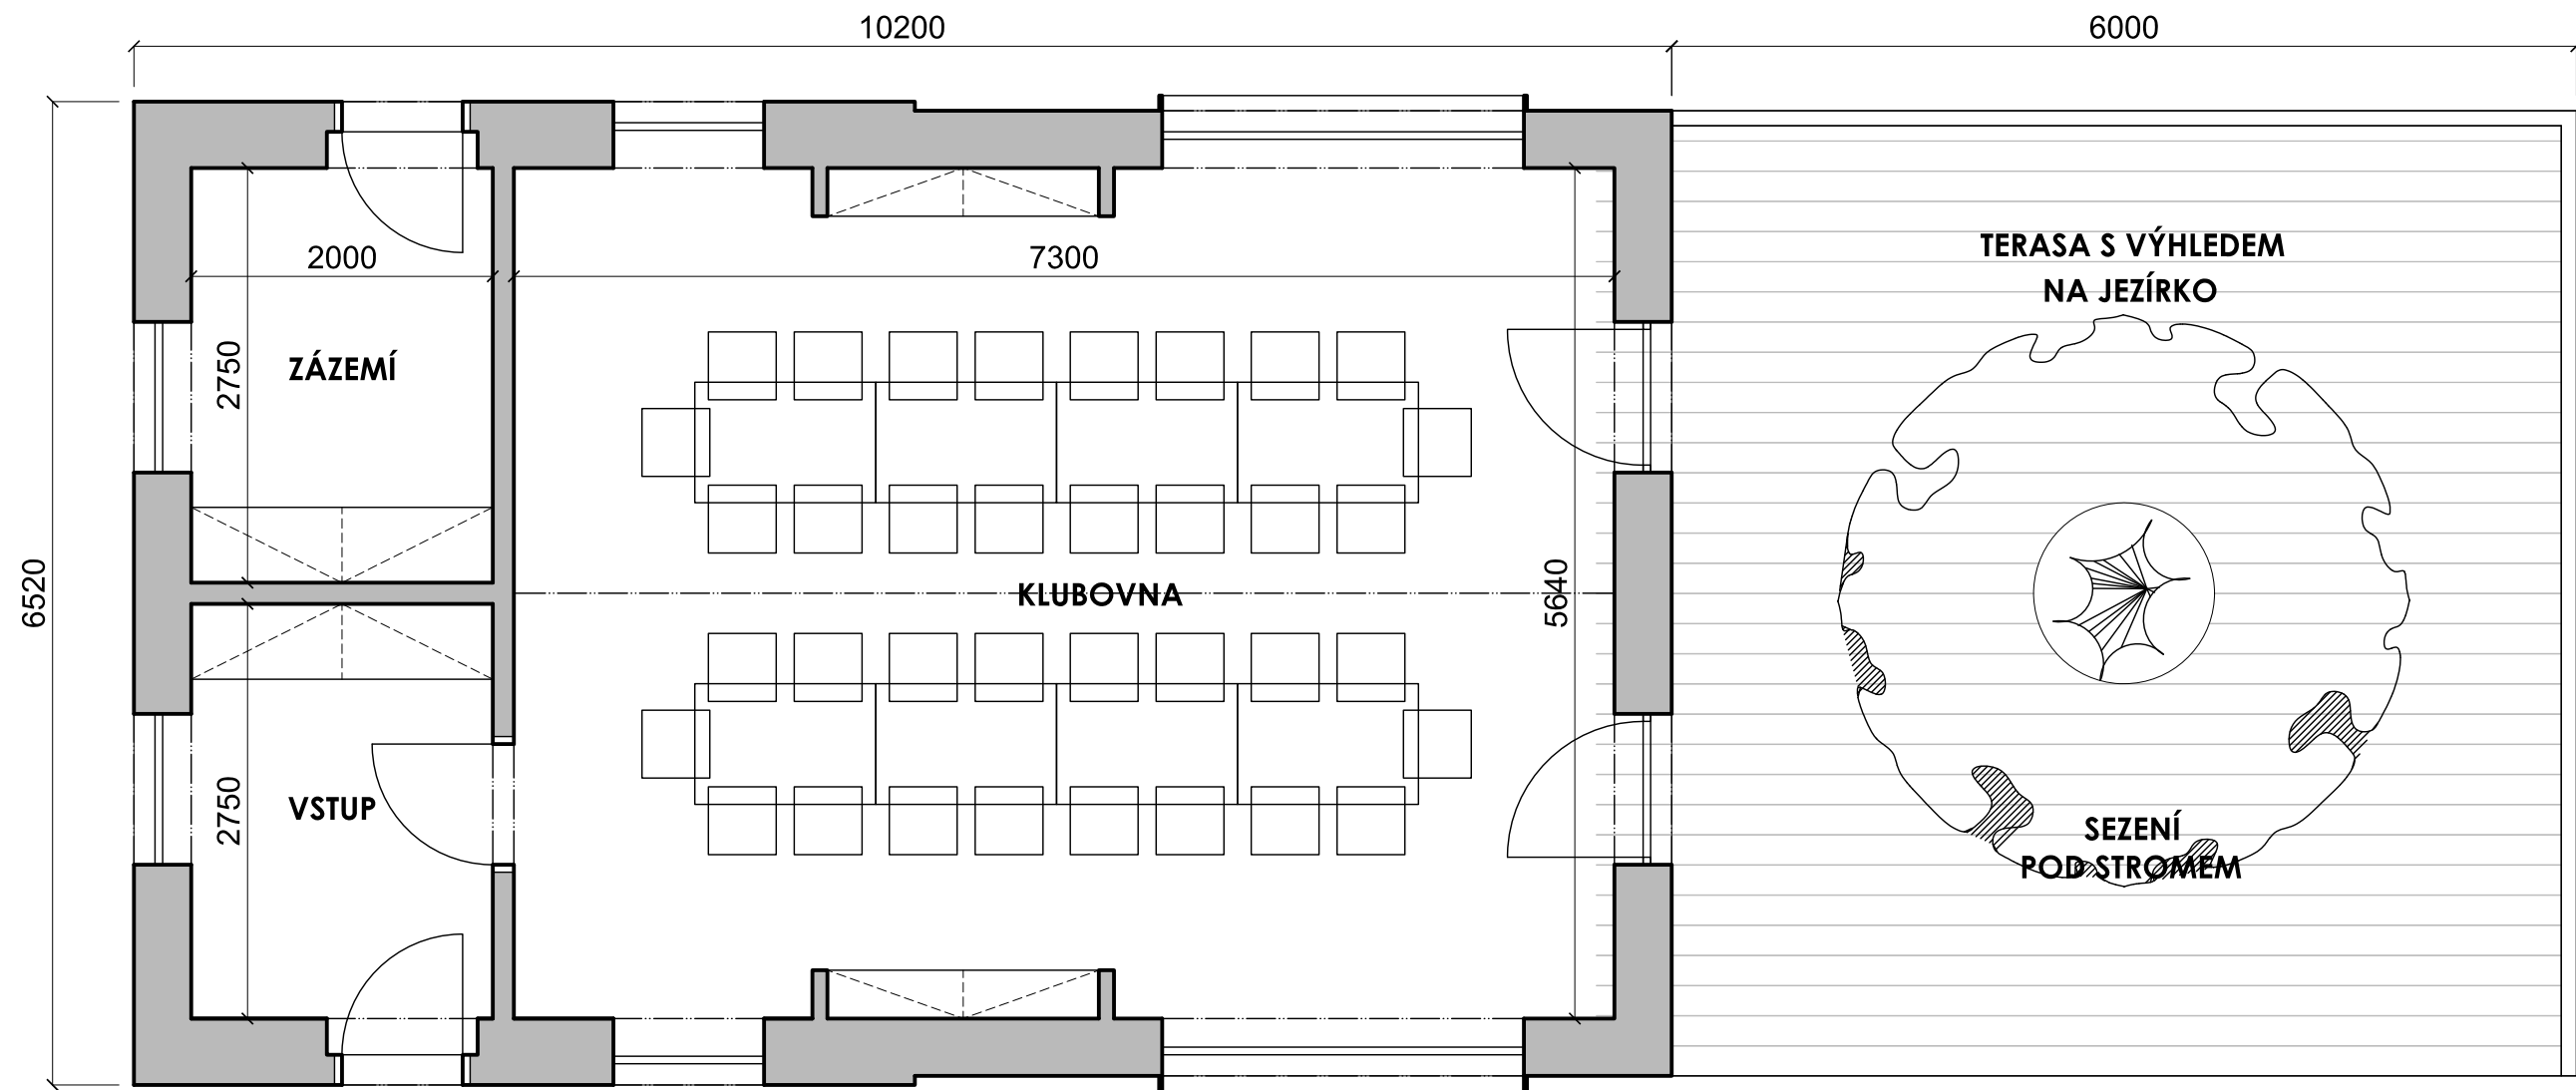 10200
6000
TERASA S VÝHLEDEM
NA JEZÍRKO
2000
7300
2750
ZÁZEMÍ
6520
KLUBOVNA
5640
2750
VSTUP
SEZENÍ
POD STROMEM